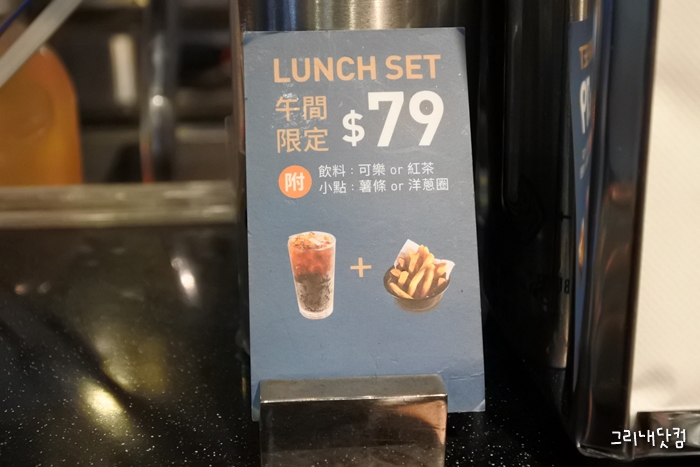 LUNCH SET
午間
限定
$79
附
飲料：可樂 or 紅茶
小點：薯條 or 洋蔥圈
+
그리내닷컴